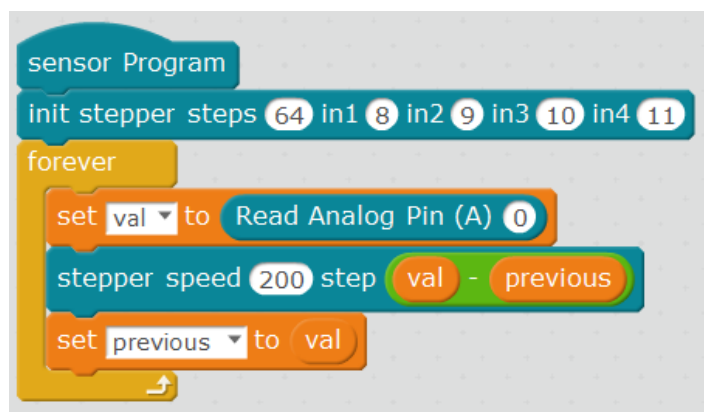 sensor Program
init stepper steps 64 in1 8 in2 9 in3 10 in4 11
forever
set val to Read Analog Pin (A) 0
stepper speed 200 step val - previous
set previous to val